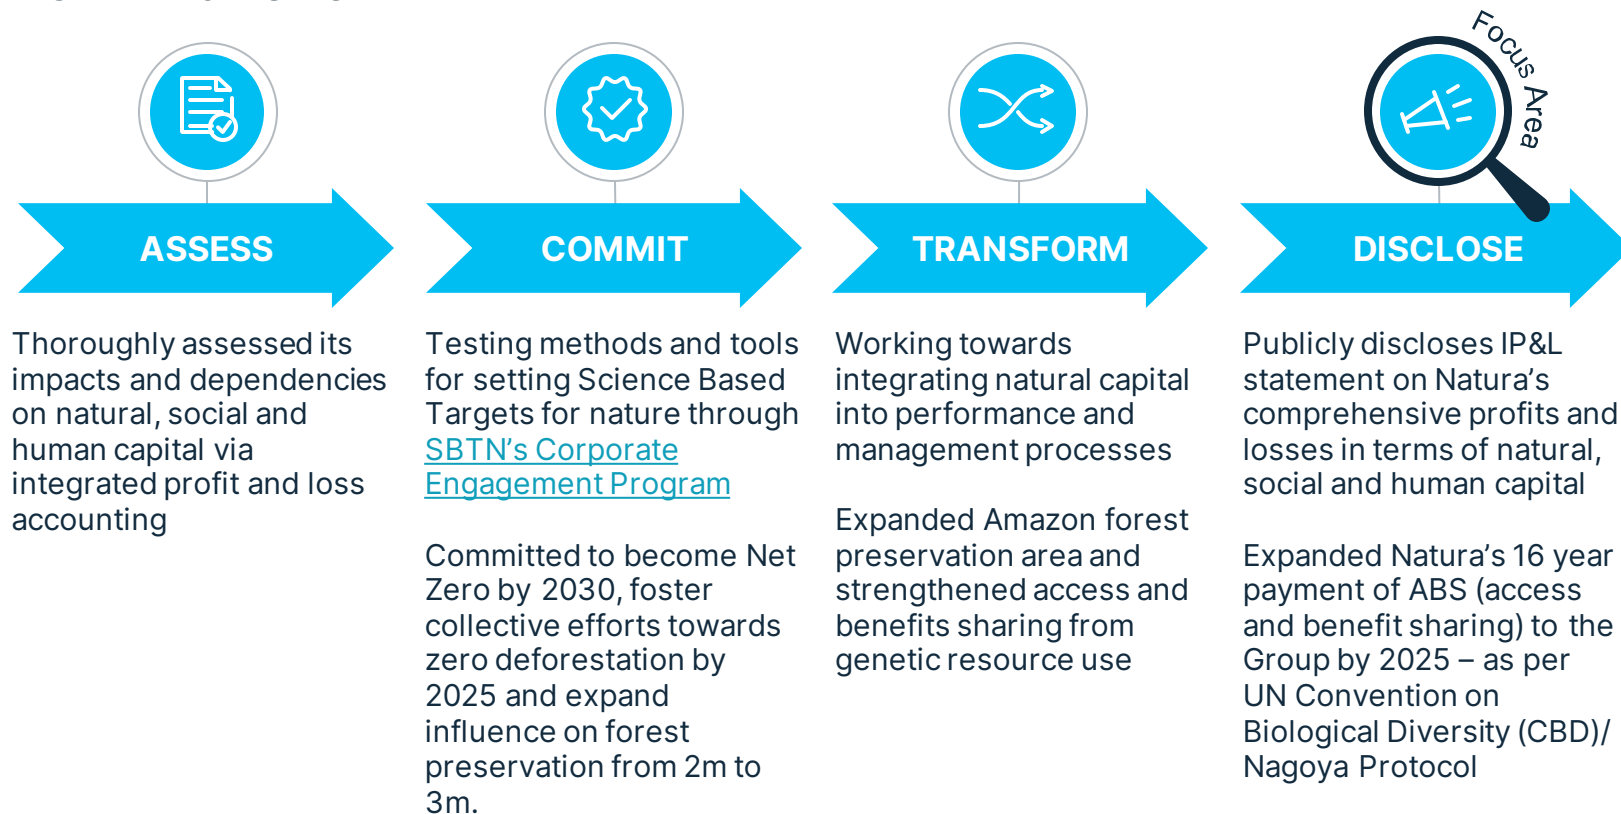 Focus Area
ASSESS
Thoroughly assessed its
impacts and dependencies
on natural, social and
human capital via
integrated profit and loss
accounting
COMMIT
Testing methods and tools
for setting Science Based
Targets for nature through
SBTN’s Corporate
Engagement Program
Committed to become Net
Zero by 2030, foster
collective efforts towards
zero deforestation by
2025 and expand
influence on forest
preservation from 2m to
3m.
TRANSFORM
Working towards
integrating natural capital
into performance and
management processes
Expanded Amazon forest
preservation area and
strengthened access and
benefits sharing from
genetic resource use
DISCLOSE
Publicly discloses IP&L
statement on Natura’s
comprehensive profits and
losses in terms of natural,
social and human capital
Expanded Natura’s 16 year
payment of ABS (access
and benefit sharing) to the
Group by 2025 – as per
UN Convention on
Biological Diversity (CBD)/
Nagoya Protocol